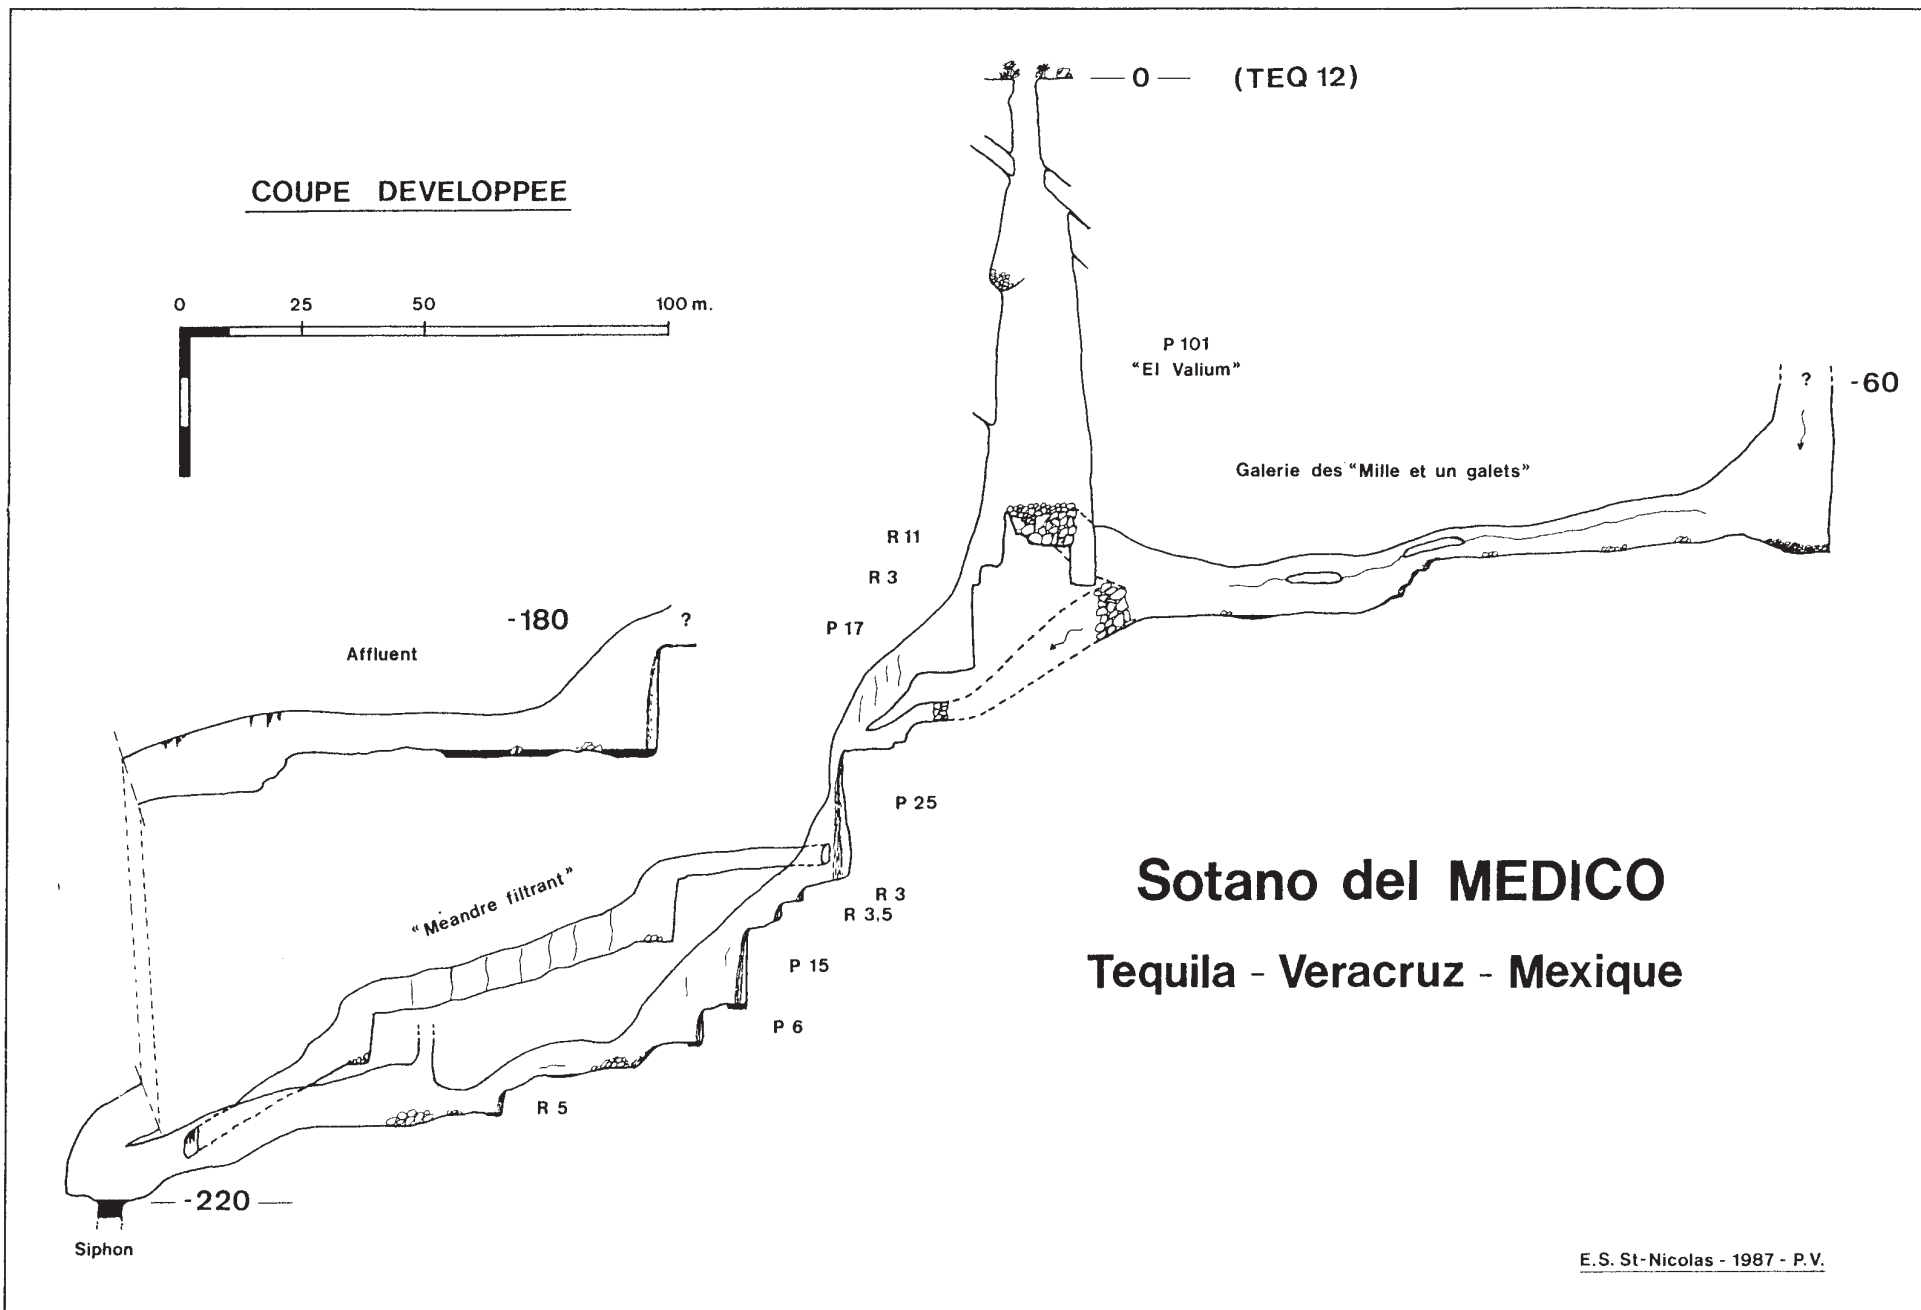 — 0 — (TEQ 12)
COUPE DEVELOPPEE
0 25 50 100 m.
P 101
“El Valium”
? -60
Galerie des “Mille et un galets”
R 11
R 3
P 17
-180 ?
Affluent
P 25
“Méandre filtrant”
R 3
R 3,5
P 15
P 6
R 5
Sotano del MEDICO
Tequila - Veracruz - Mexique
— -220 —
Siphon
E.S. St-Nicolas - 1987 - P.V.